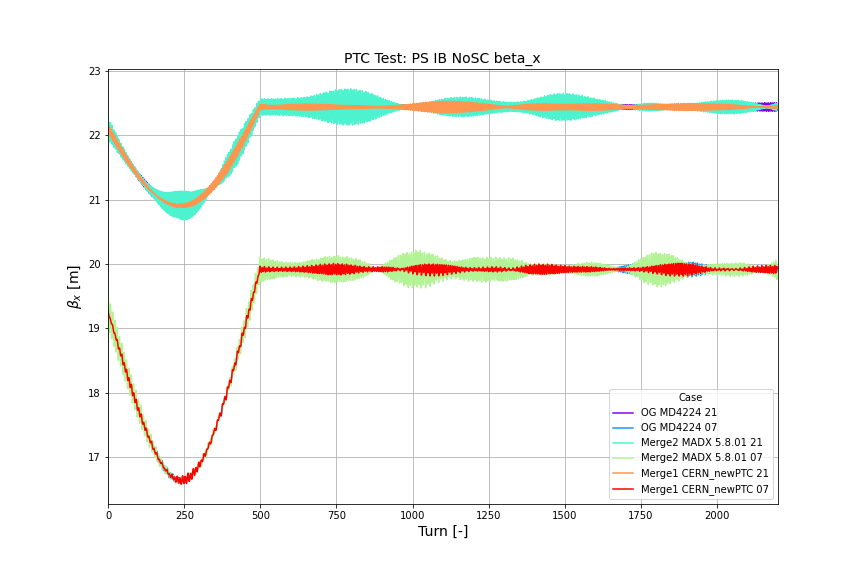 PTC Test: PS IB NoSC beta_x
23
22
21
20
19
18
17
β_x [m]
0
250
500
750
1000
1250
1500
1750
2000
Turn [-]
Case
OG MD4224 21
OG MD4224 07
Merge2 MADX 5.8.01 21
Merge2 MADX 5.8.01 07
Merge1 CERN_newPTC 21
Merge1 CERN_newPTC 07